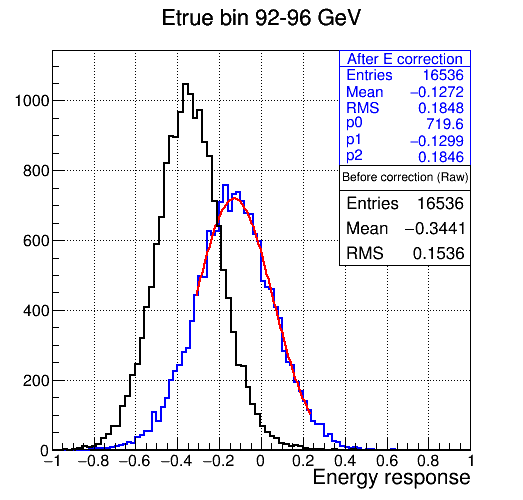 Etrue bin 92-96 GeV
After E correction
Entries 16536
Mean −0.1272
RMS 0.1848
p0 719.6
p1 −0.1299
p2 0.1846
Before correction (Raw)
Entries 16536
Mean −0.3441
RMS 0.1536
1000
800
600
400
200
0
−1 −0.8 −0.6 −0.4 −0.2 0 0.2 0.4 0.6 0.8 1
Energy response